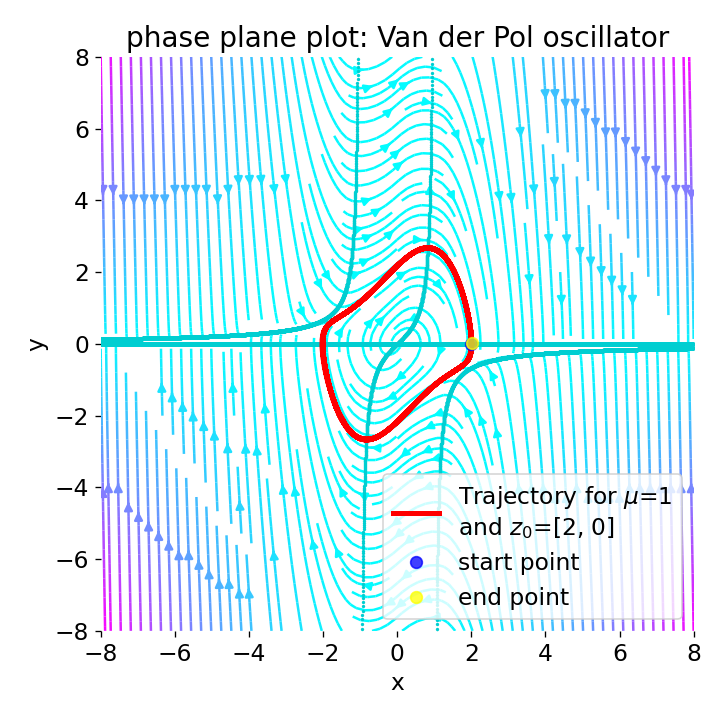 phase plane plot: Van der Pol oscillator
8
6
4
2
0
−2
−4
−6
−8
y
−8 −6 −4 −2 0 2 4 6 8
x
Trajectory for μ=1
and z₀=[2, 0]
start point
end point